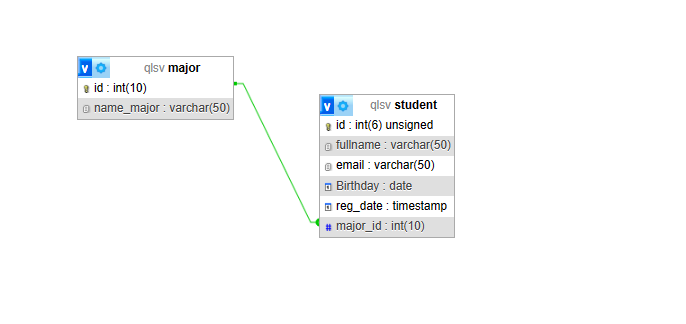 v qlsv major
id : int(10)
name_major : varchar(50)
v qlsv student
id : int(6) unsigned
fullname : varchar(50)
email : varchar(50)
Birthday : date
reg_date : timestamp
# major_id : int(10)